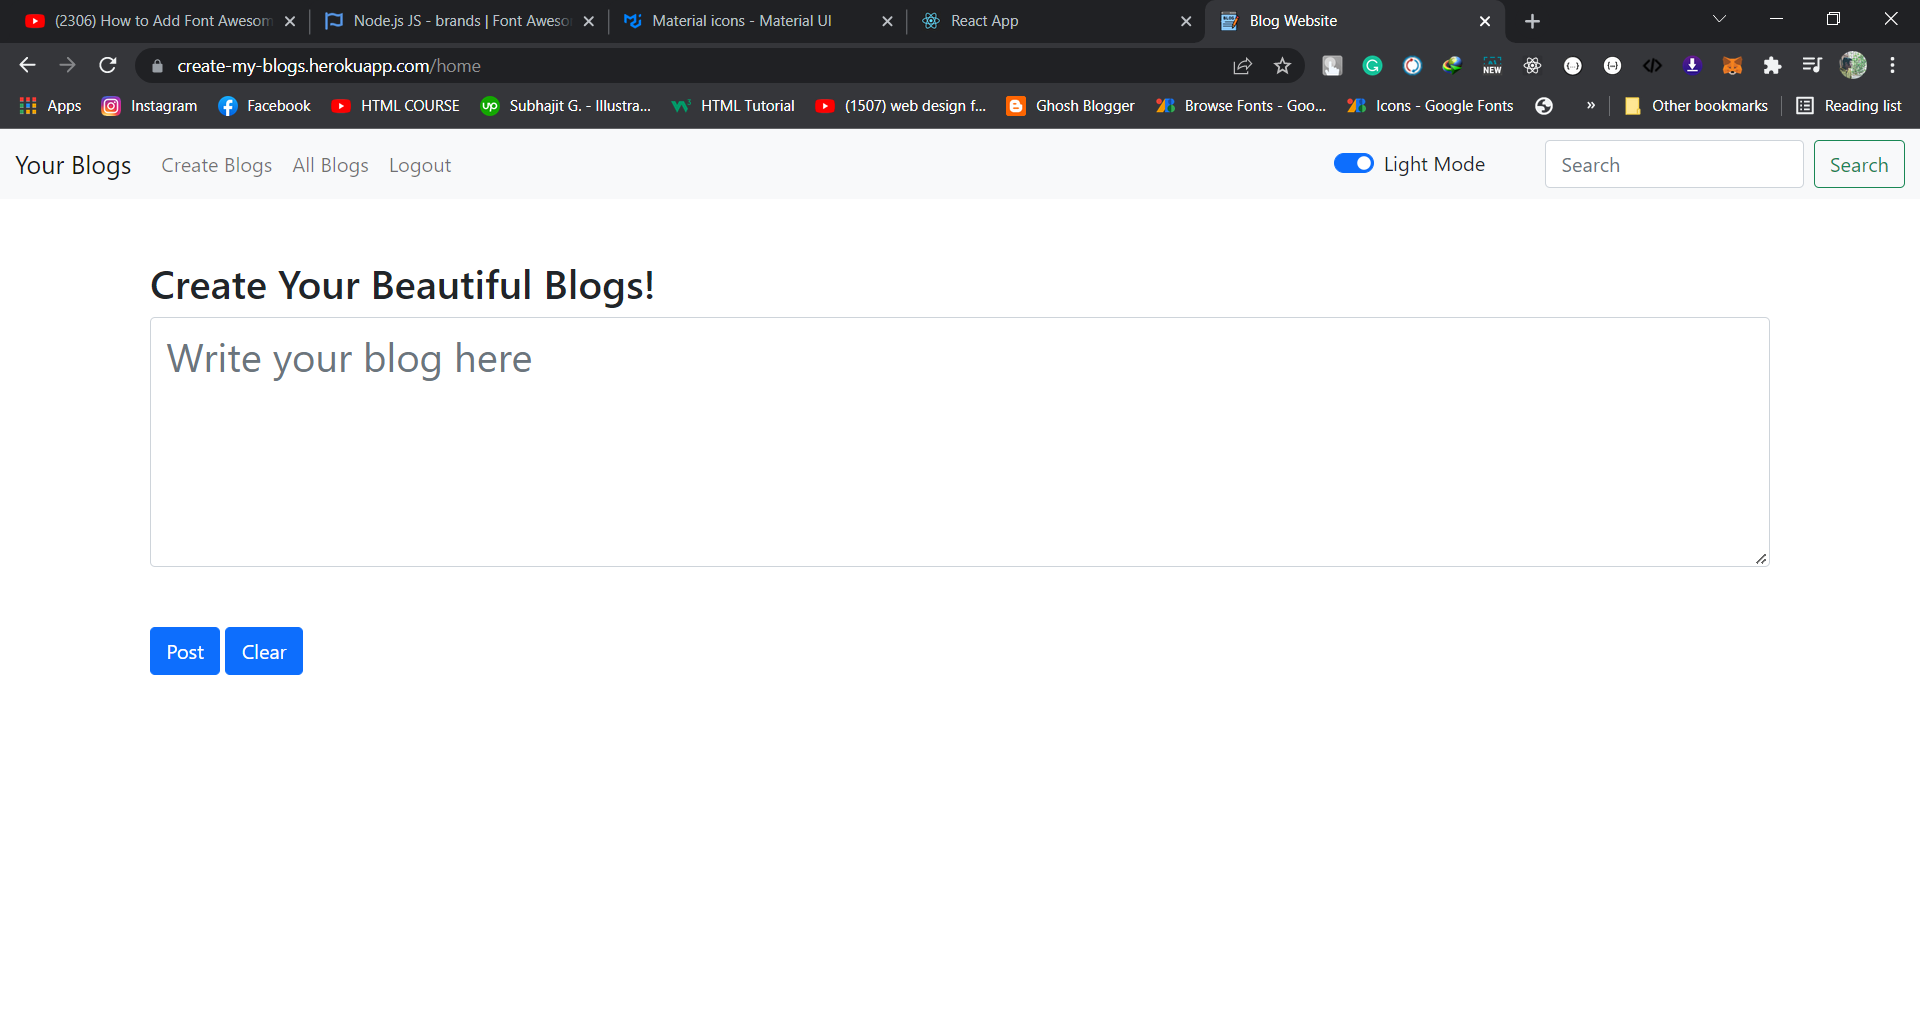 (2306) How to Add Font Awesom
Node.js JS - brands | Font Aweso
Material icons - Material UI
React App
Blog Website
create-my-blogs.herokuapp.com/home
NEW
Apps
Instagram
Facebook
HTML COURSE
up Subhajit G. - Illustra...
HTML Tutorial
(1507) web design f...
Ghosh Blogger
Browse Fonts - Goo...
Icons - Google Fonts
»
Other bookmarks
Reading list
Your Blogs
Create Blogs
All Blogs
Logout
Light Mode
Search
Search
Create Your Beautiful Blogs!
Write your blog here
Post
Clear